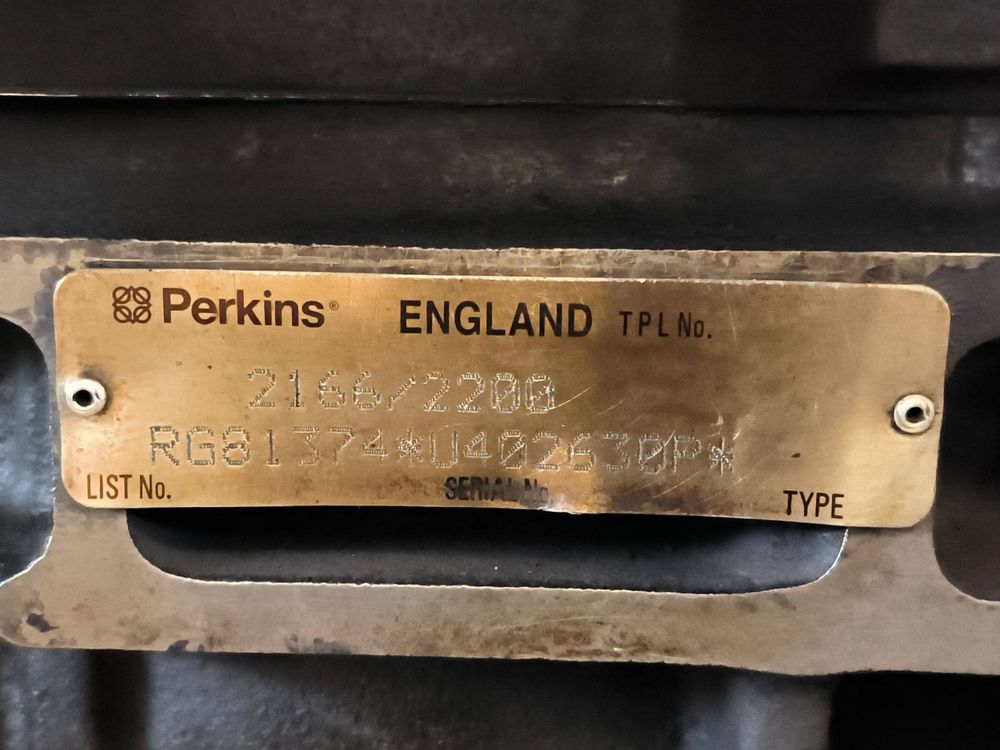 Perkins® ENGLAND TPL No.
2166/2200
RG81374*U402630P*
LIST No. SERIAL No. TYPE